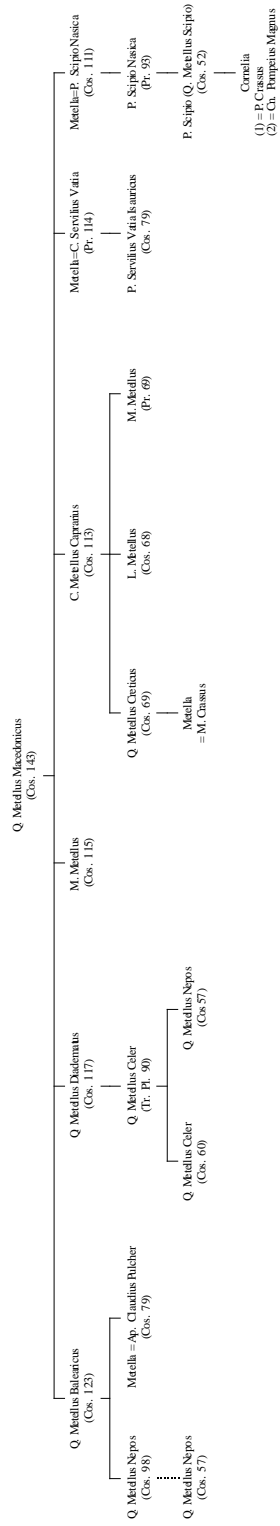 Q. Metellus Macedonicus
(Cos. 143)
Q. Metellus Balearicus
(Cos. 123)
Q. Metellus Diadematus
(Cos. 117)
M. Metellus
(Cos. 115)
C. Metellus Caprarius
(Cos. 113)
Metella=C. Servilius Vatia
(Pr. 114)
Metella=P. Scipio Nasica
(Cos. 111)
Q. Metellus Nepos
(Cos. 98)
Metella = Ap. Claudius Pulcher
(Cos. 79)
Q. Metellus Celer
(Tr. Pl. 90)
Q. Metellus Creticus
(Cos. 69)
L. Metellus
(Cos. 68)
M. Metellus
(Pr. 69)
P. Servilius Vatia Isauricus
(Cos. 79)
P. Scipio Nasica
(Pr. 93)
Q. Metellus Nepos
(Cos. 57)
Q. Metellus Celer
(Cos. 60)
Q. Metellus Nepos
(Cos 57)
Metella
= M. Crassus
P. Scipio (Q. Metellus Scipio)
(Cos. 52)
Cornelia
(1) = P. Crassus
(2) = Cn. Pompeius Magnus